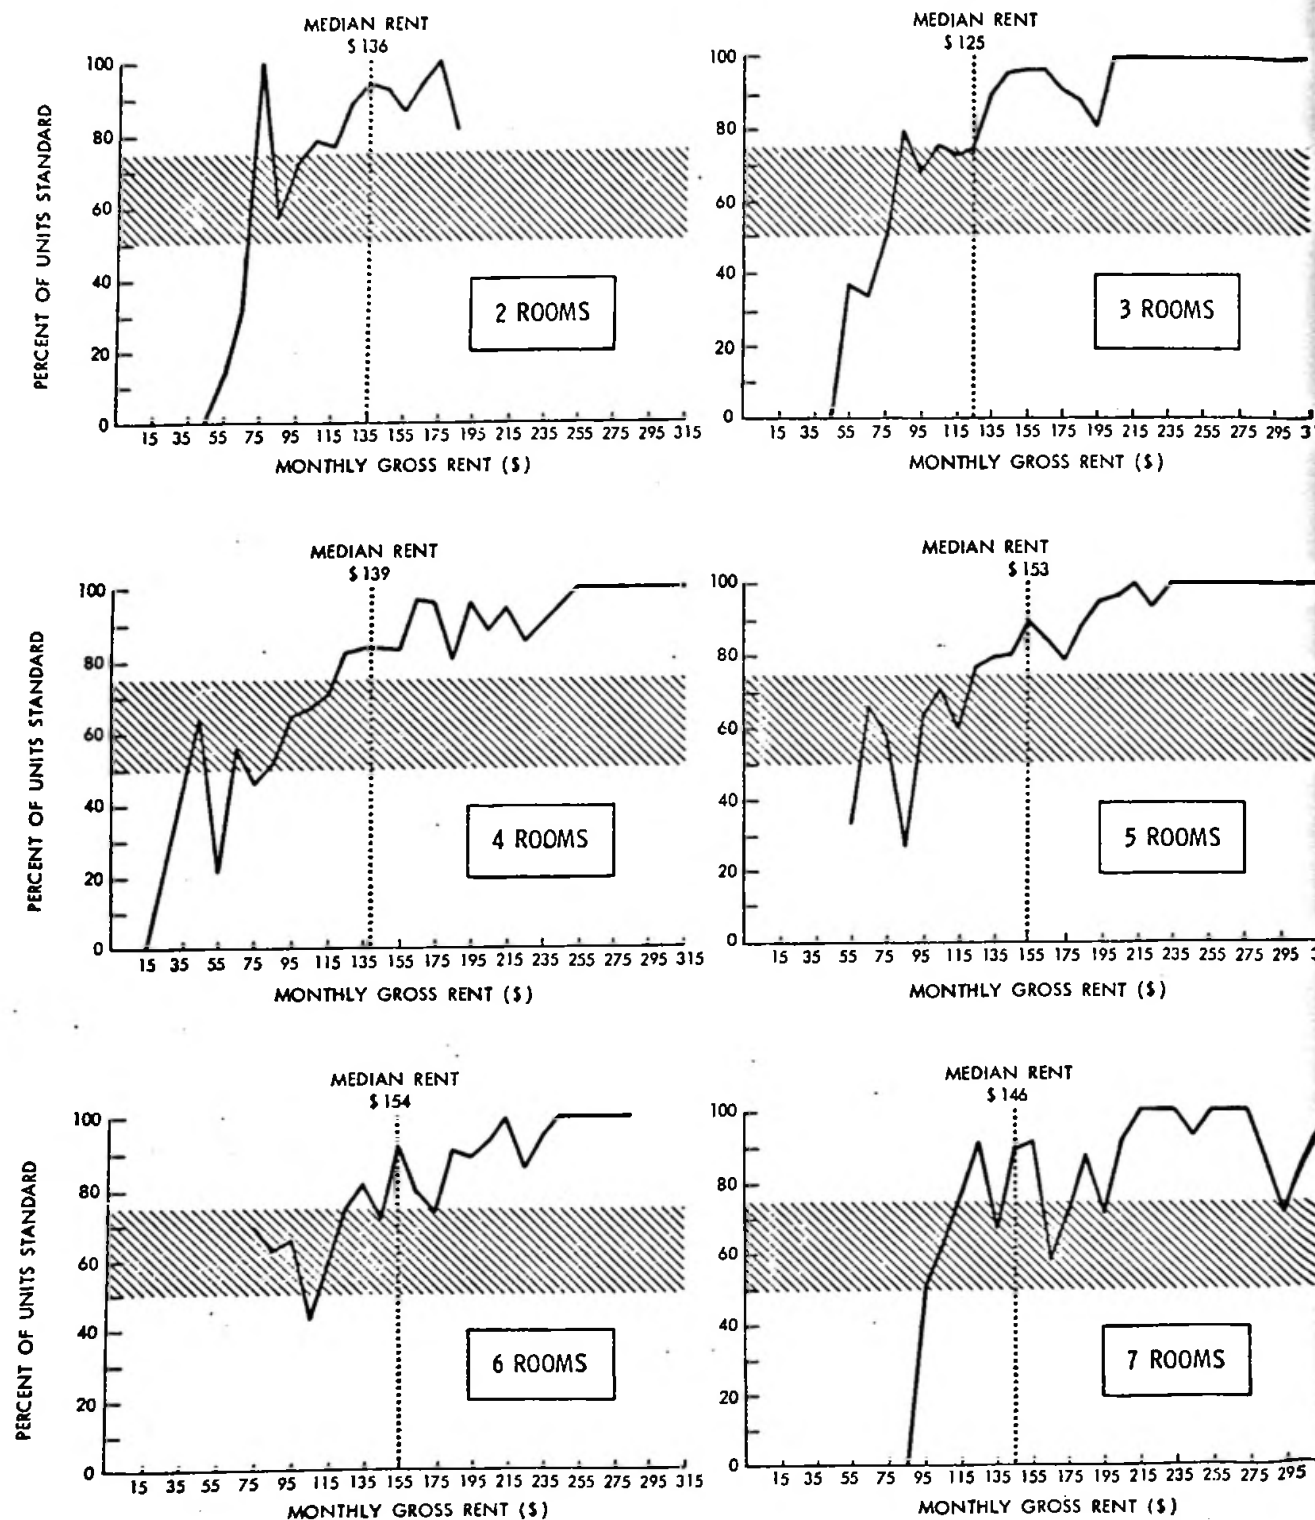 MEDIAN RENT
$ 136
100
80
60
40
20
0
PERCENT OF UNITS STANDARD
2 ROOMS
15 35 55 75 95 115 135 155 175 195 215 235 255 275 295 315
MONTHLY GROSS RENT ($)
MEDIAN RENT
$ 125
100
80
60
40
20
0
3 ROOMS
15 35 55 75 95 115 135 155 175 195 215 235 255 275 295 3
MONTHLY GROSS RENT ($)
MEDIAN RENT
$ 139
100
80
60
40
20
0
PERCENT OF UNITS STANDARD
4 ROOMS
15 35 55 75 95 115 135 155 175 195 215 235 255 275 295 315
MONTHLY GROSS RENT ($)
MEDIAN RENT
$ 153
100
80
60
40
20
0
5 ROOMS
15 35 55 75 95 115 135 155 175 195 215 235 255 275 295
MONTHLY GROSS RENT ($)
MEDIAN RENT
$ 154
100
80
60
40
20
0
PERCENT OF UNITS STANDARD
6 ROOMS
15 35 55 75 95 115 135 155 175 195 215 235 255 275 295 315
MONTHLY GROSS RENT ($)
MEDIAN RENT
$ 146
100
80
60
40
20
0
7 ROOMS
15 35 55 75 95 115 135 155 175 195 215 235 255 275 295
MONTHLY GROSS RENT ($)